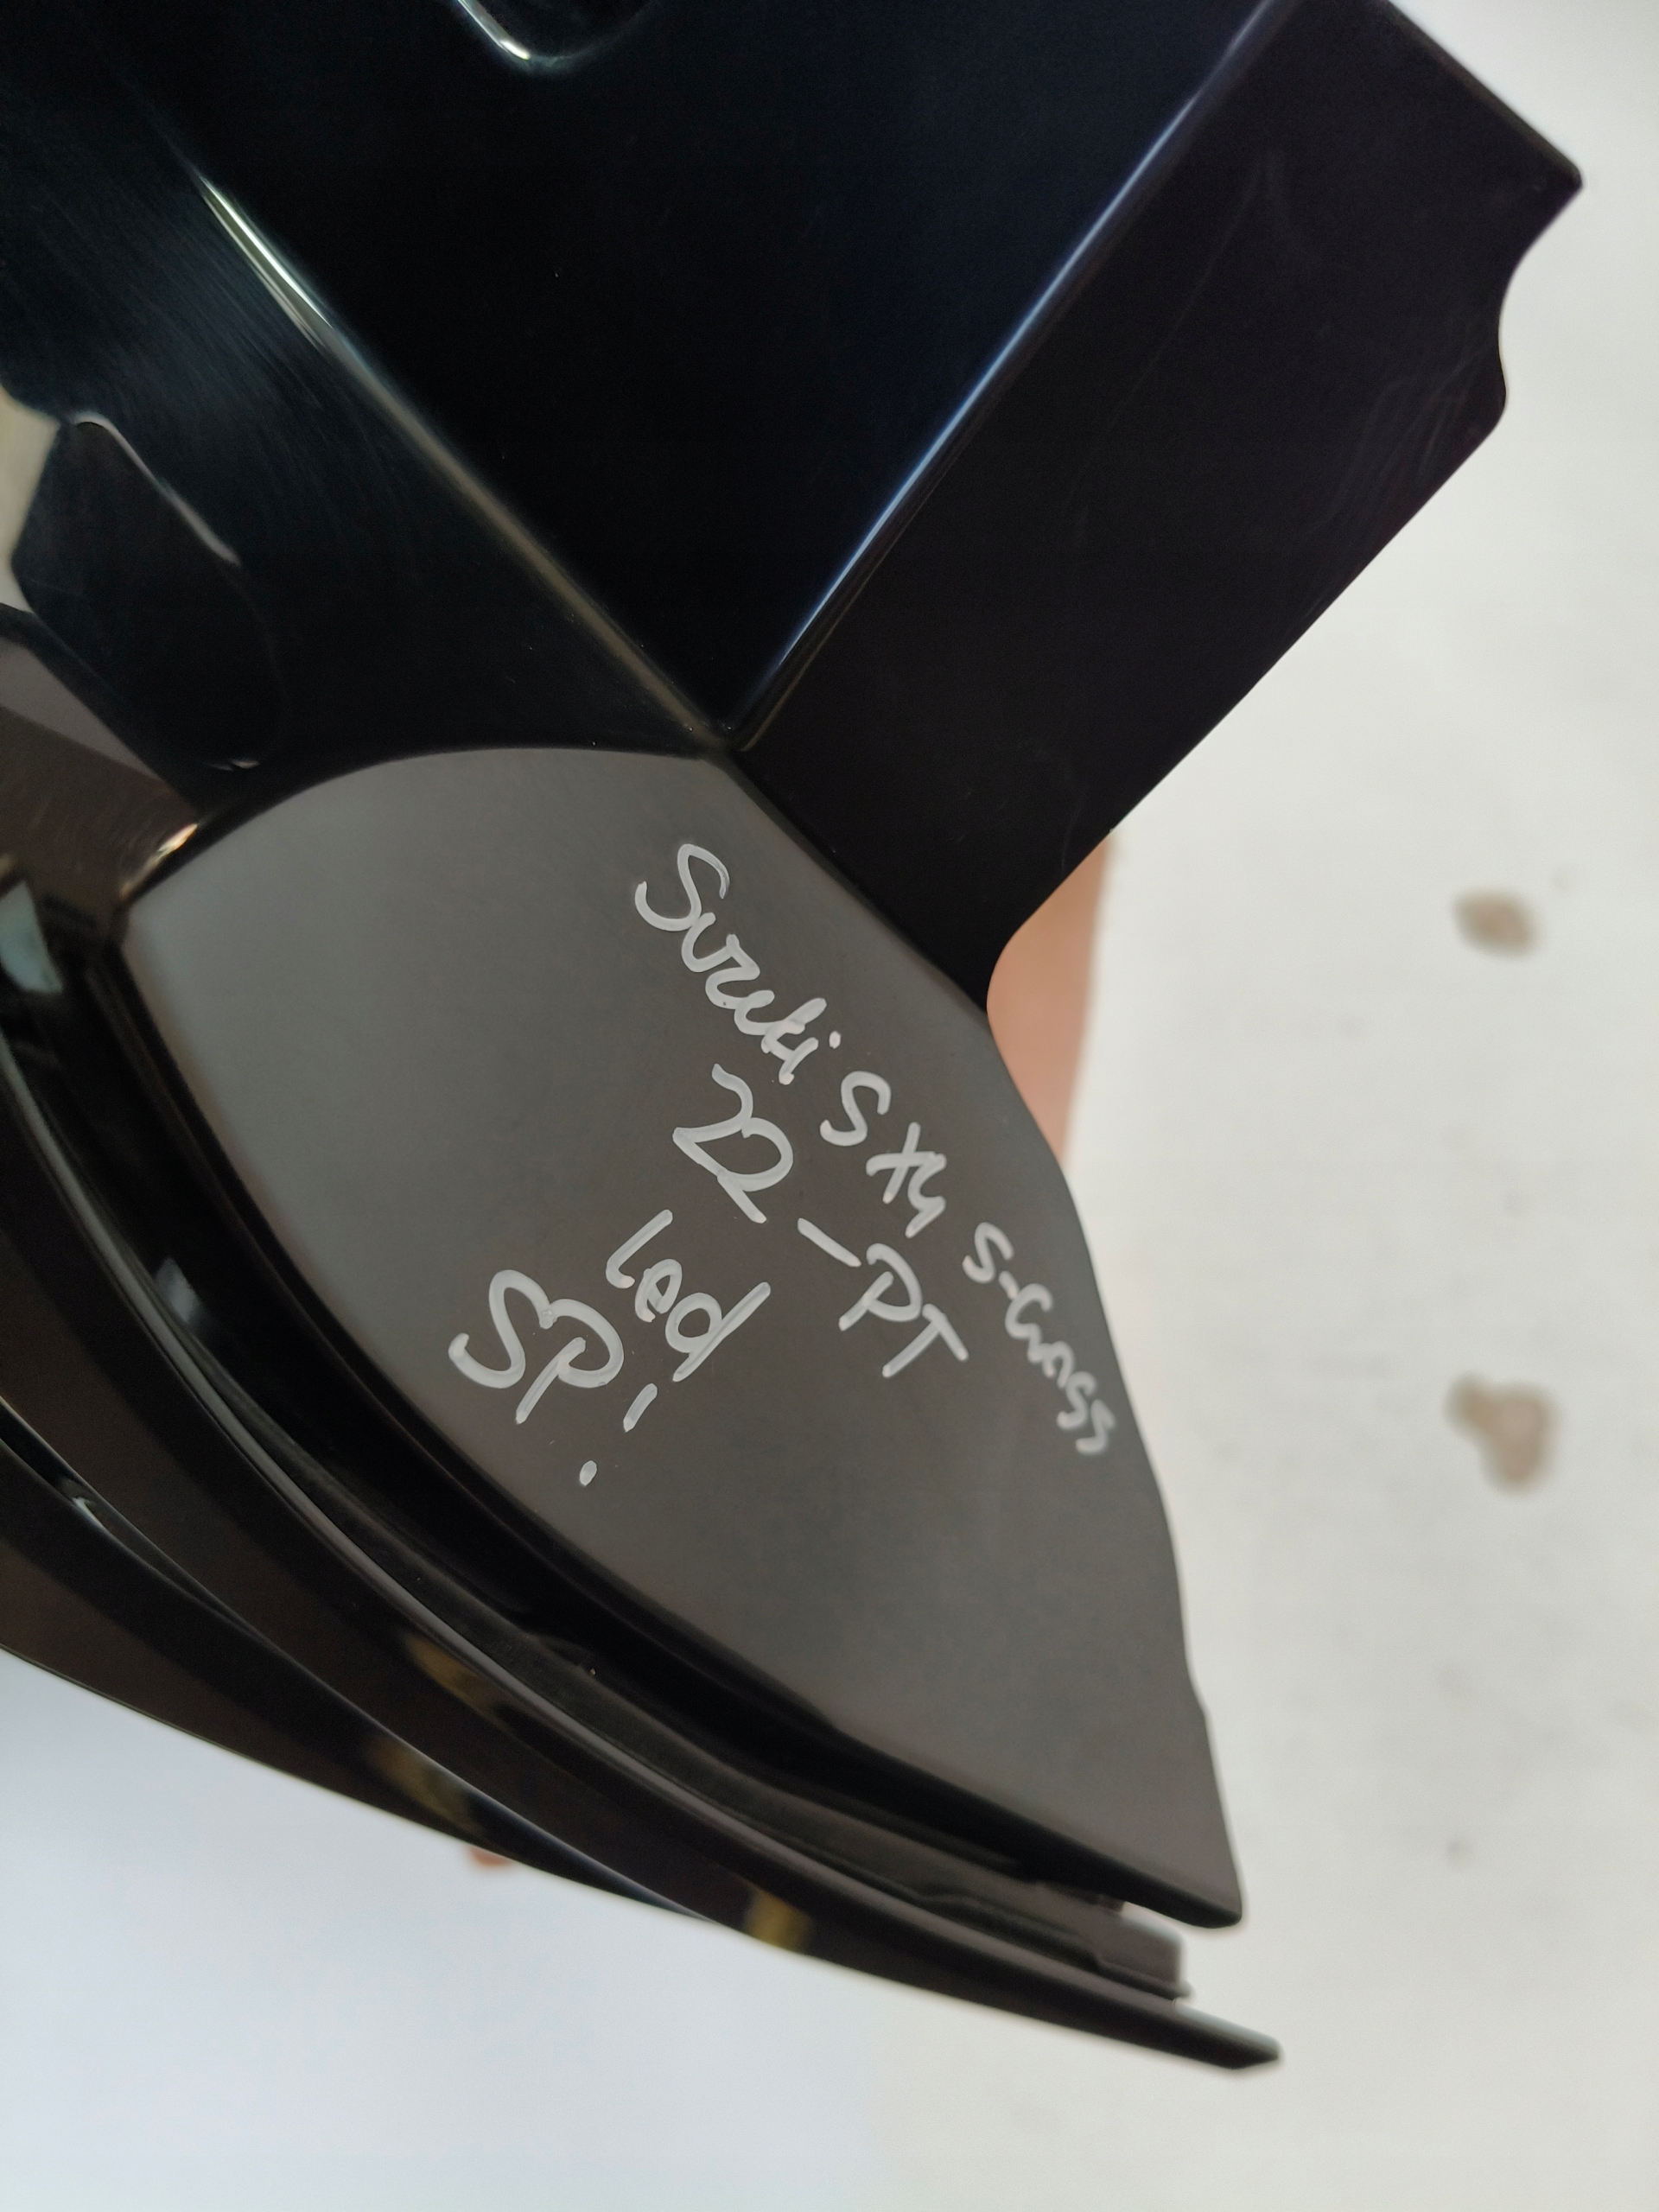 Suzuki SX4 S-Cross
22-PT
Led
SP!